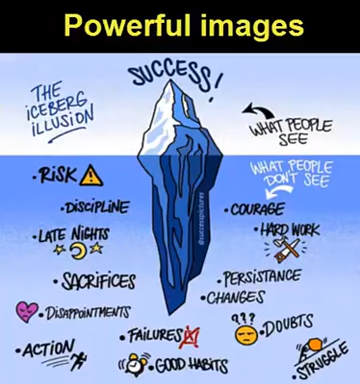 Powerful images
SUCCESS!
THE
ICEBERG
ILLUSION
WHAT PEOPLE
SEE
WHAT PEOPLE
DON'T SEE
• RISK
• DISCIPLINE
• LATE NIGHTS
• SACRIFICES
• DISAPPOINTMENTS
• ACTION
@successpictures
• COURAGE
• HARD WORK
• PERSISTANCE
• CHANGES
???
• DOUBTS
• FAILURES
• GOOD HABITS
• STRUGGLE